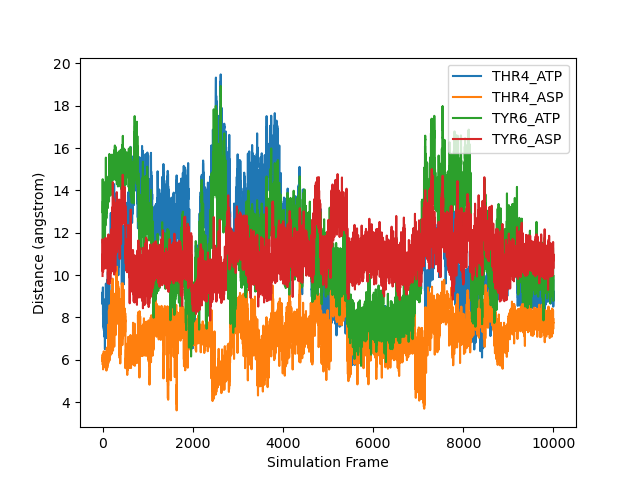 20
18
16
14
12
10
8
6
4
Distance (angstrom)
0
2000
4000
6000
8000
10000
Simulation Frame
THR4_ATP
THR4_ASP
TYR6_ATP
TYR6_ASP